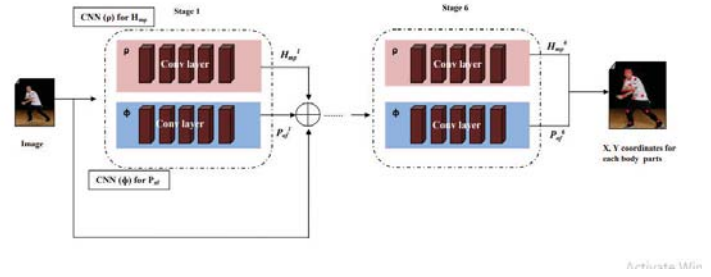 Stage 1
Stage 6
CNN (ρ) for Hmp
ρ
Conv layer
Hmp1
ϕ
Conv layer
Paf1
ρ
Conv layer
Hmp6
ϕ
Conv layer
Paf6
Image
CNN (ϕ) for Paf
X, Y coordinates for
each body parts
Activate Win